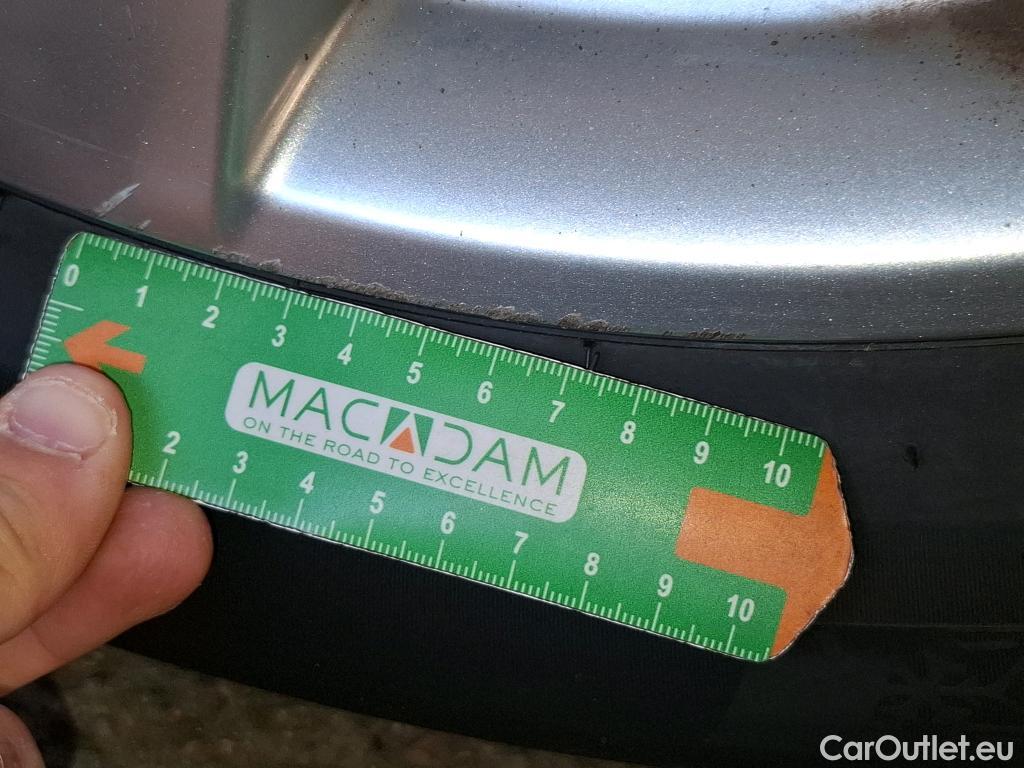 0 1 2 3 4 5 6 7 8 9 10
MACADAM
ON THE ROAD TO EXCELLENCE
2 3 4 5 6 7 8 9 10
CarOutlet.eu